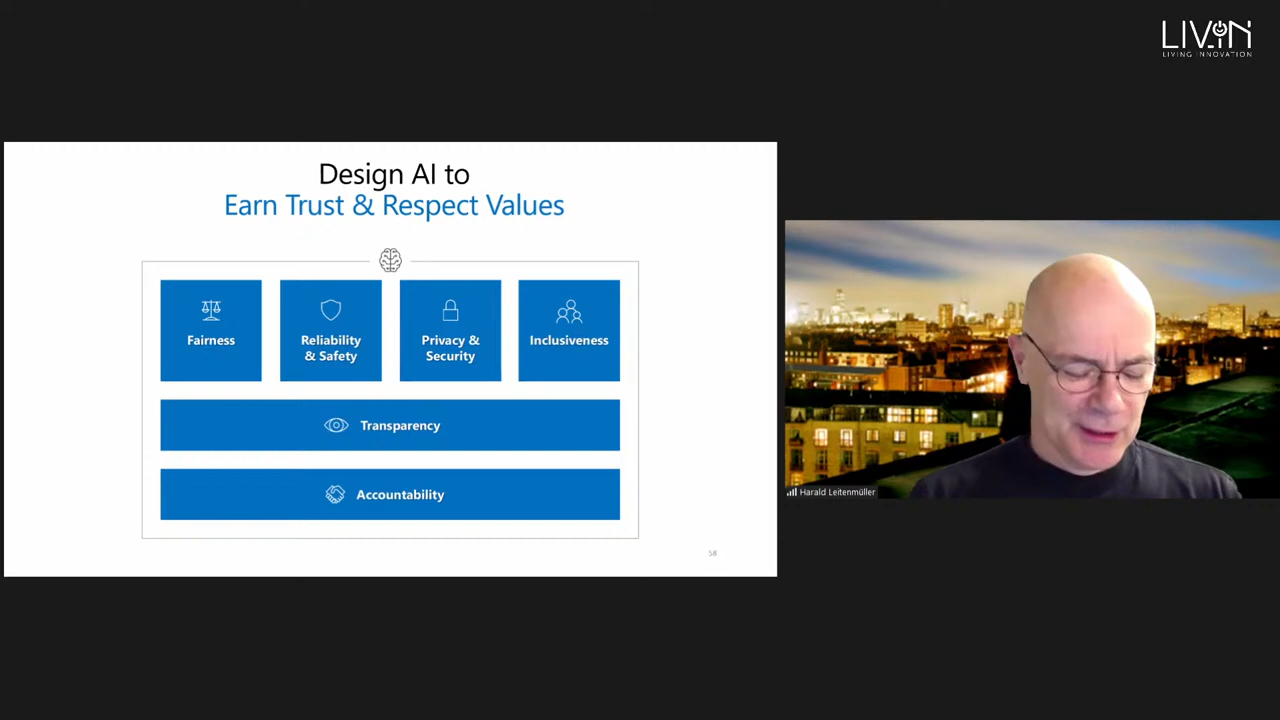 LIVIN
LIVING INNOVATION
Design AI to
Earn Trust & Respect Values
Fairness
Reliability
& Safety
Privacy &
Security
Inclusiveness
Transparency
Accountability
58
Harald Leitenmüller